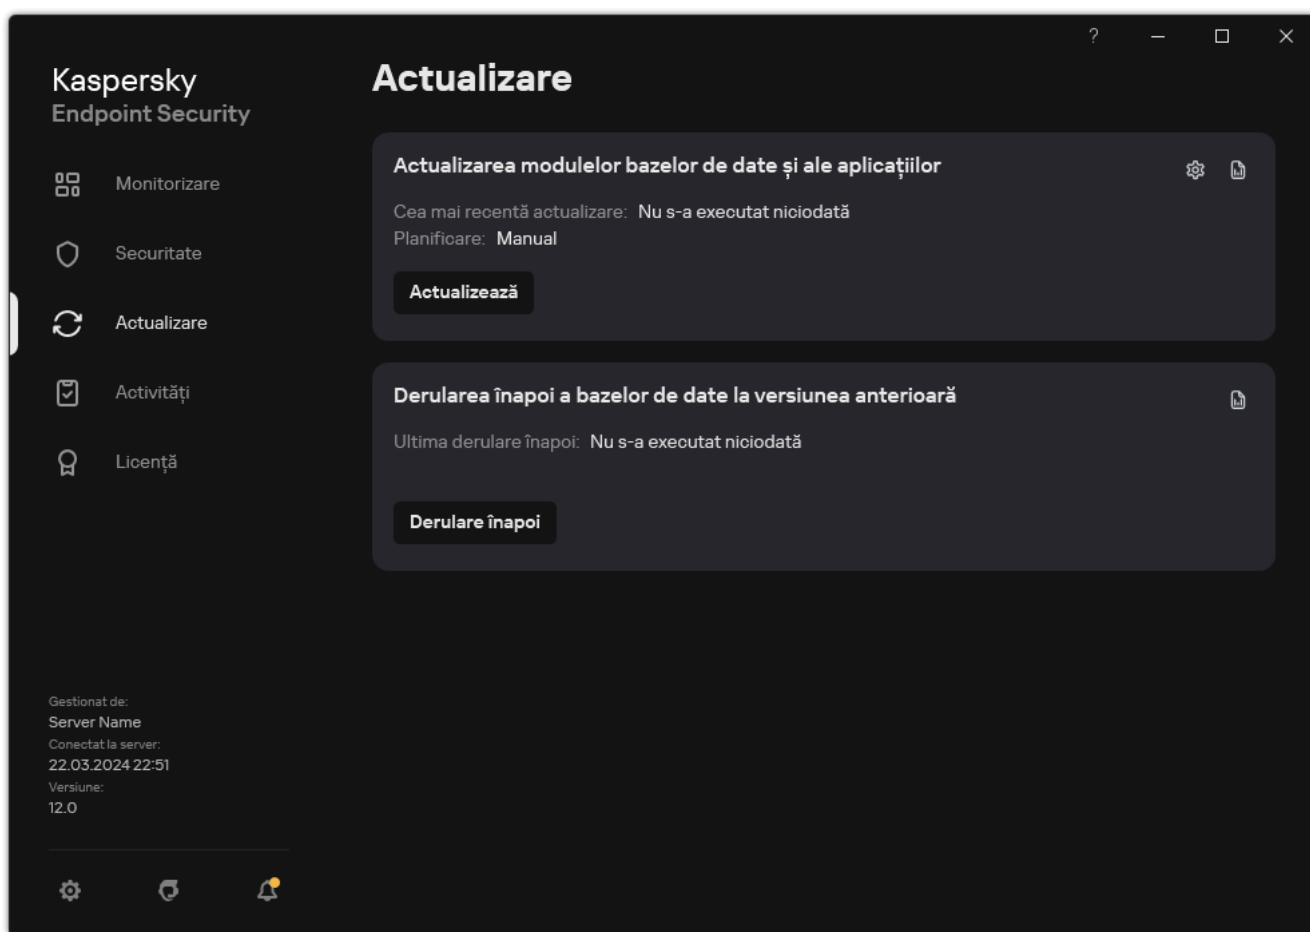 Kaspersky
Endpoint Security
Monitorizare
Securitate
Actualizare
Activități
Licență
Gestionat de:
Server Name
Conectat la server:
22.03.2024 22:51
Versiune:
12.0
?
Actualizare
Actualizarea modulelor bazelor de date și ale aplicațiilor
Cea mai recentă actualizare: Nu s-a executat niciodată
Planificare: Manual
Actualizează
Derularea înapoi a bazelor de date la versiunea anterioară
Ultima derulare înapoi: Nu s-a executat niciodată
Derulare înapoi